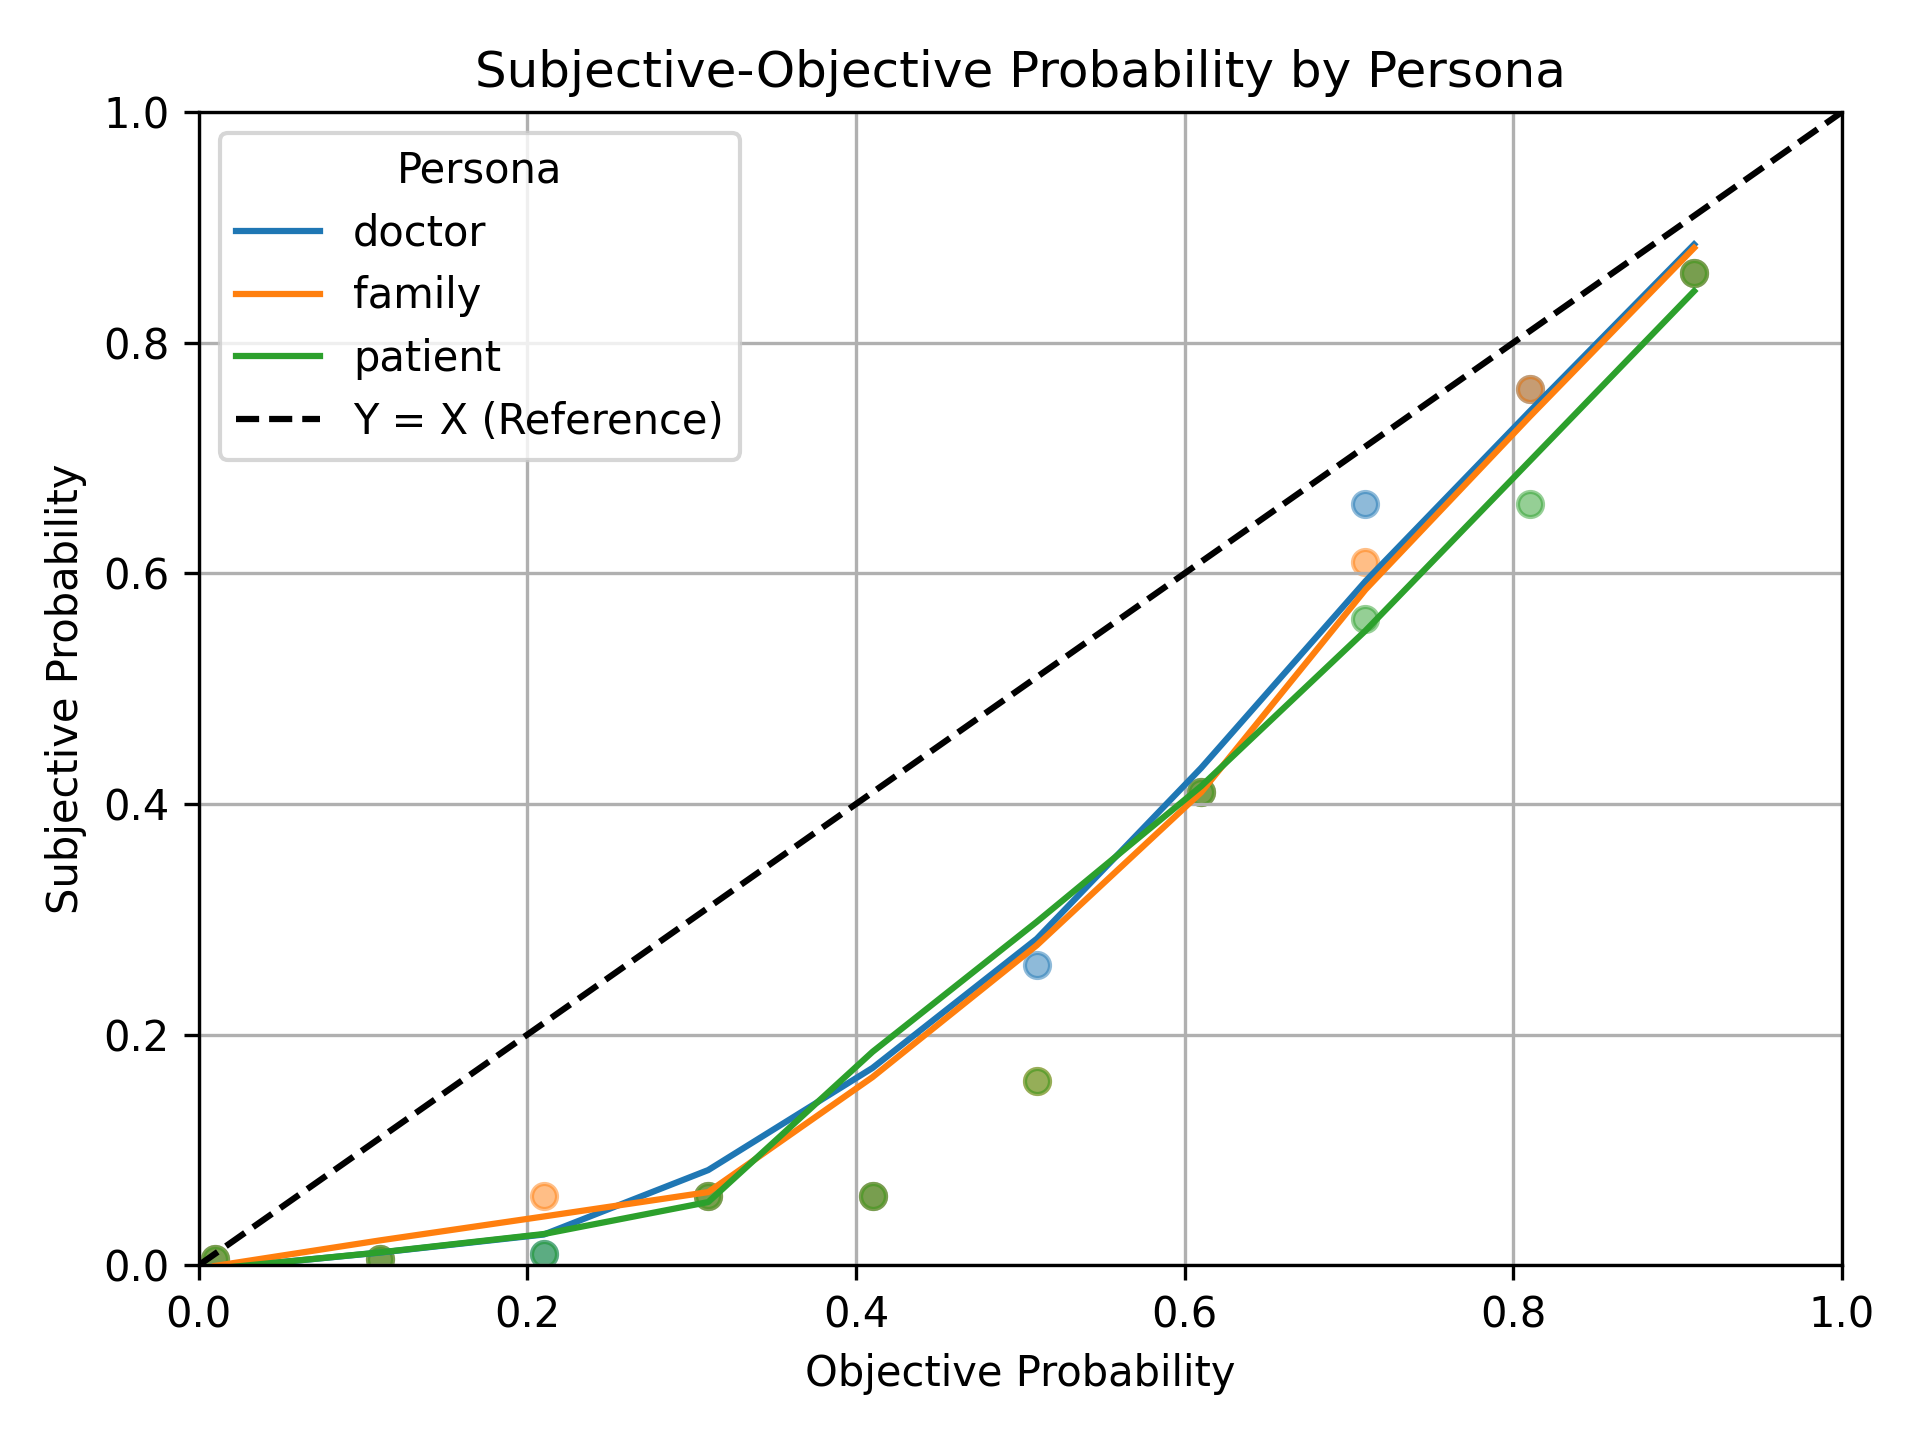 Subjective-Objective Probability by Persona
1.0
0.8
0.6
0.4
0.2
0.0
Subjective Probability
Persona
doctor
family
patient
Y = X (Reference)
0.0 0.2 0.4 0.6 0.8 1.0
Objective Probability